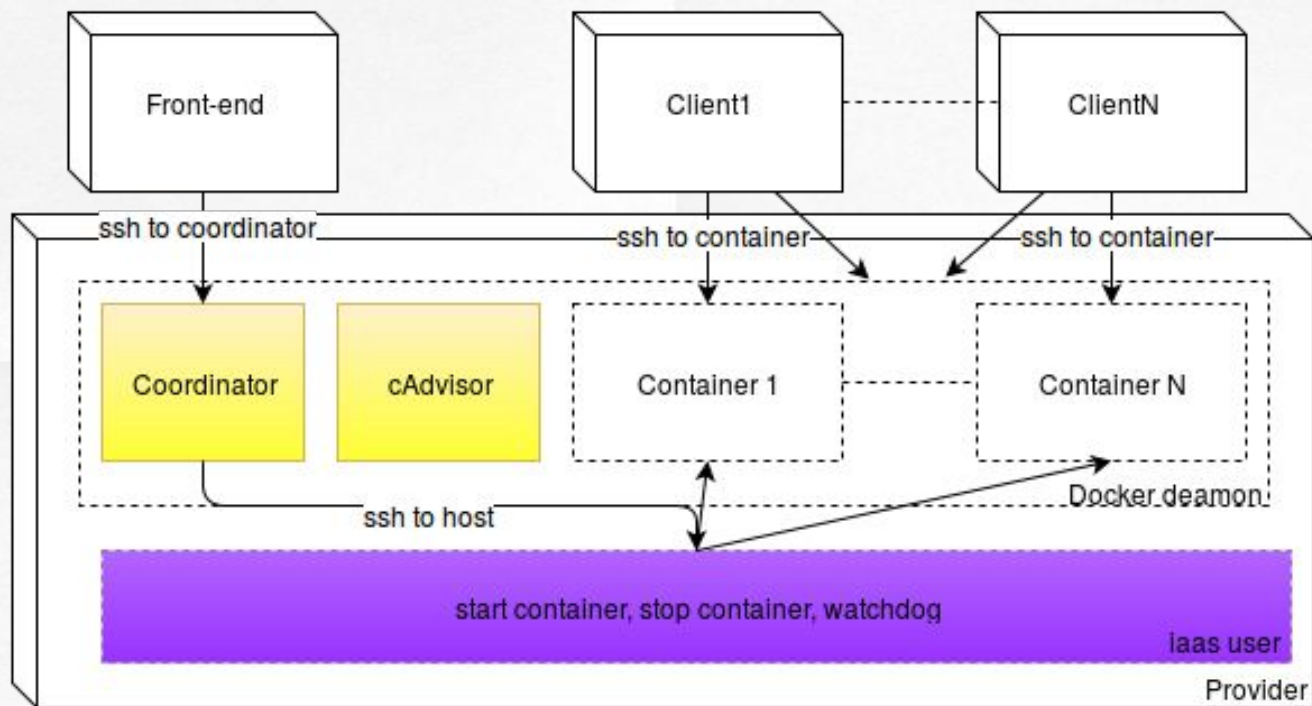 Front-end
Client1
ClientN
ssh to coordinator
ssh to container
ssh to container
Coordinator
cAdvisor
Container 1
Container N
Docker deamon
ssh to host
start container, stop container, watchdog
iaas user
Provider